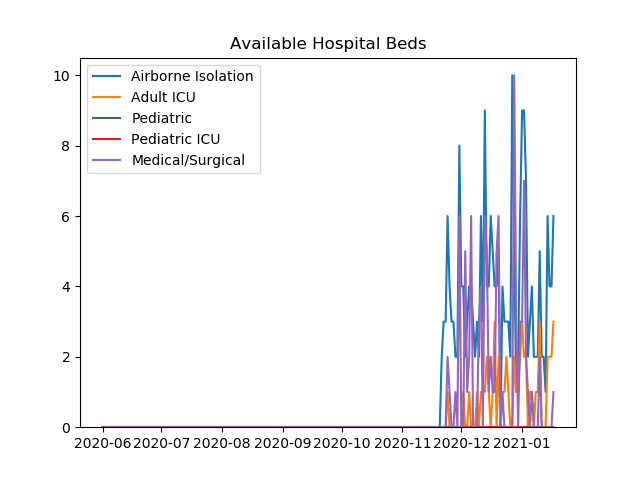 Available Hospital Beds
10
8
6
4
2
0
Airborne Isolation
Adult ICU
Pediatric
Pediatric ICU
Medical/Surgical
2020-06 2020-07 2020-08 2020-09 2020-10 2020-11 2020-12 2021-01